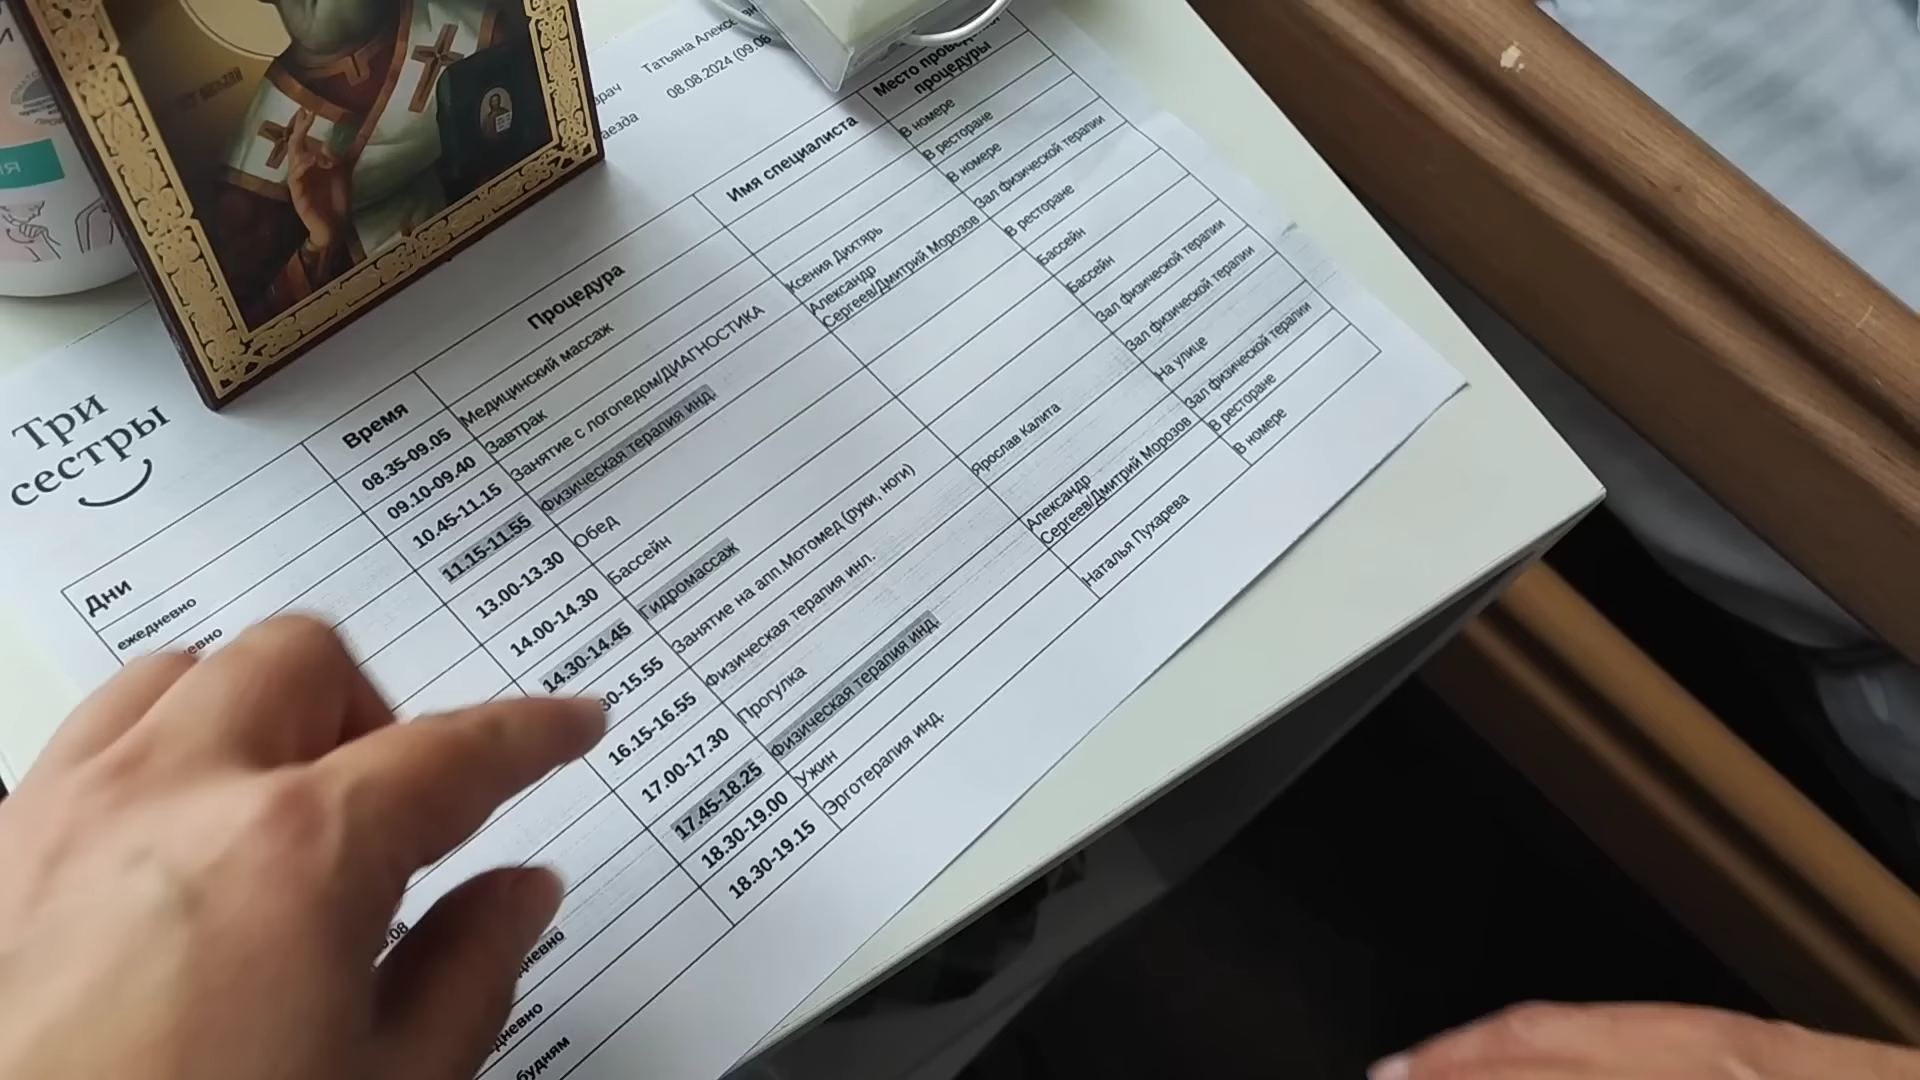 Татьяна
08.08.2024 (09.08
Три
сестры
Дни
Время
Процедура
Имя специалиста
Место
процедуры
ежедневно
08.35-09.05
Медицинский массаж
В номере
09.10-09.40
Завтрак
В ресторане
10.45-11.15
Занятие с логопедом/ДИАГНОСТИКА
Ксения Дихтярь
В номере
11.15-11.55
Физическая терапия инд.
Александр
Сергеев/Дмитрий Морозов
Зал физической терапии
13.00-13.30
Обед
В ресторане
14.00-14.30
Бассейн
Бассейн
14.30-14.45
Гидромассаж
Бассейн
30-15.55
Занятие на апп.Мотомед (руки, ноги)
Зал физической терапии
16.15-16.55
Физическая терапия инд.
Ярослав Калита
Зал физической терапии
17.00-17.30
Прогулка
На улице
17.45-18.25
Физическая терапия инд.
Александр
Сергеев/Дмитрий Морозов
Зал физической терапии
18.30-19.00
Ужин
В ресторане
18.30-19.15
Эрготерапия инд.
Наталья Пухарева
В номере